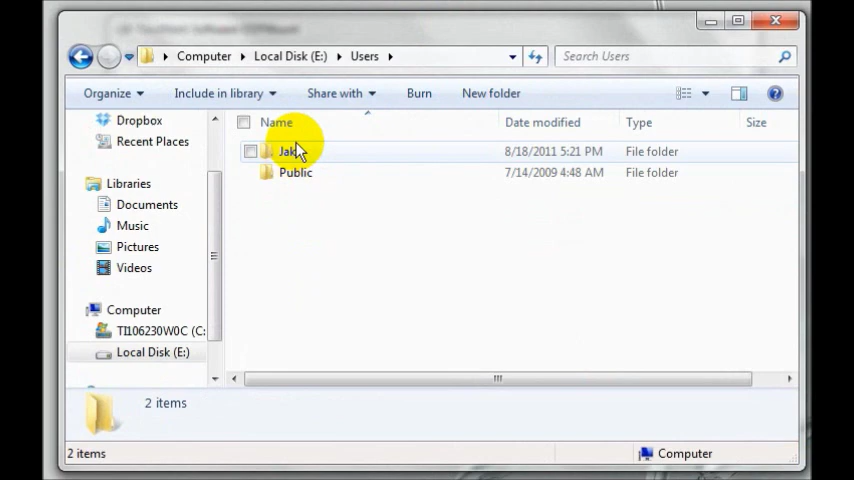 Computer Local Disk (E:) Users Search Users
Organize Include in library Share with Burn New folder
Name Date modified Type Size
Dropbox
Recent Places
Libraries
Documents
Music
Pictures
Videos
Computer
TI106230W0C (C:
Local Disk (E:)
8/18/2011 5:21 PM File folder
Public 7/14/2009 4:48 AM File folder
2 items
2 items Computer